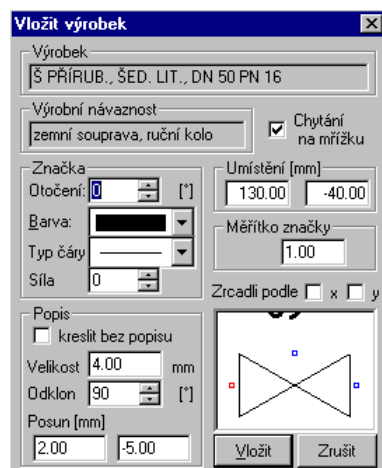 Vložit výrobek
Výrobek
Š PŘÍRUB., ŠED. LIT., DN 50 PN 16
Výrobní návaznost
zemní souprava, ruční kolo
Chytání
na mřížku
Značka
Otočení: 0 [°]
Barva:
Typ čáry
Síla 0
Umístění [mm]
130.00 -40.00
Měřítko značky
1.00
Zrcadli podle x y
Popis
kreslit bez popisu
Velikost 4.00 mm
Odklon 90 [°]
Posun [mm]
2.00 -5.00
Vložit Zrušit